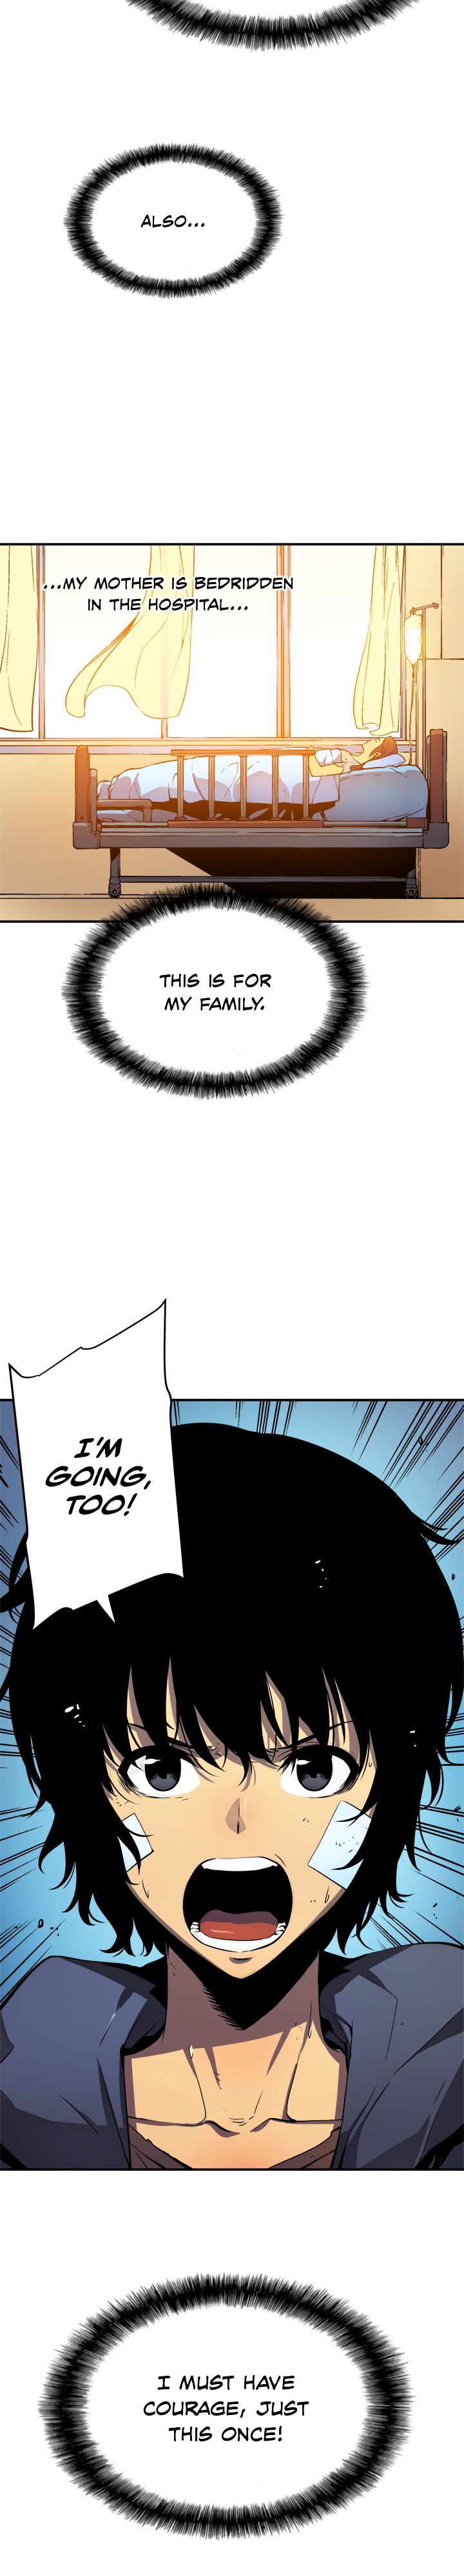 ALSO...
...MY MOTHER IS BEDRIDDEN
IN THE HOSPITAL...
THIS IS FOR
MY FAMILY.
I'M
GOING,
TOO!
I MUST HAVE
COURAGE, JUST
THIS ONCE!